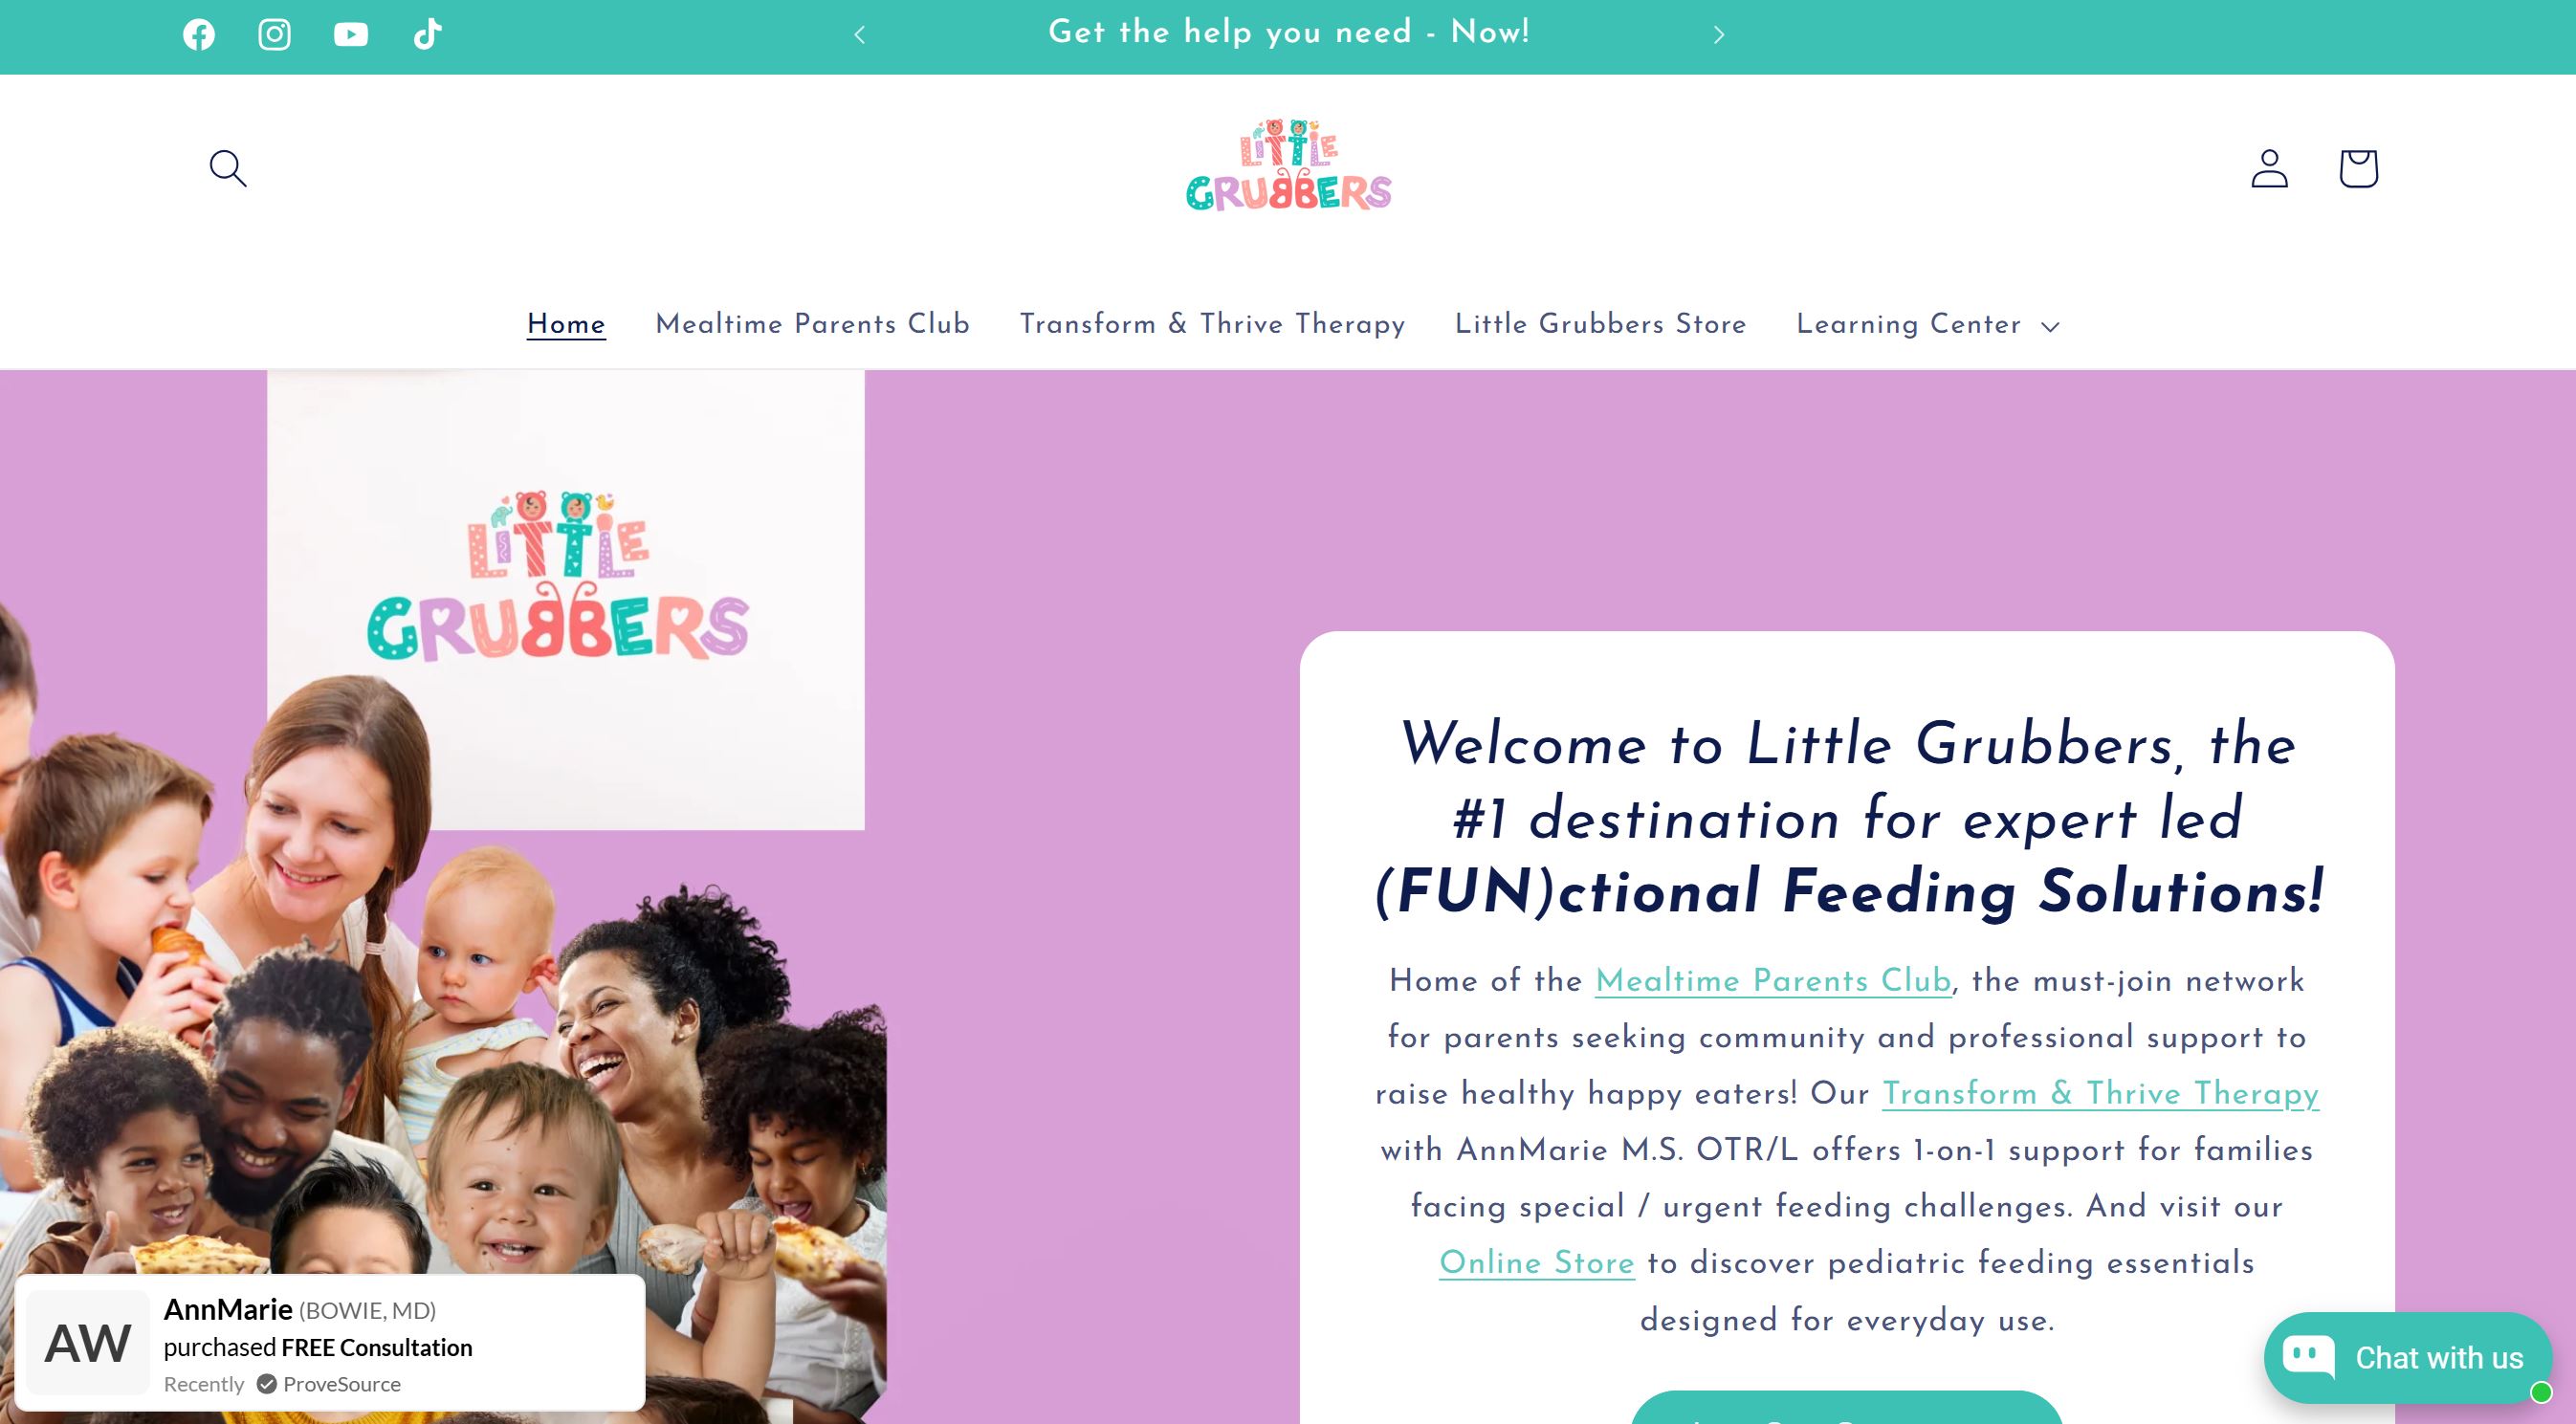 Get the help you need - Now!
LiTTLE
GRUBBERS
Home Mealtime Parents Club Transform & Thrive Therapy Little Grubbers Store Learning Center
LiTTLE
GRUBBERS
Welcome to Little Grubbers, the
#1 destination for expert led
(FUN)ctional Feeding Solutions!
Home of the Mealtime Parents Club, the must-join network
for parents seeking community and professional support to
raise healthy happy eaters! Our Transform & Thrive Therapy
with AnnMarie M.S. OTR/L offers 1-on-1 support for families
facing special / urgent feeding challenges. And visit our
Online Store to discover pediatric feeding essentials
designed for everyday use.
AW
AnnMarie (BOWIE, MD)
purchased FREE Consultation
Recently ProveSource
Chat with us